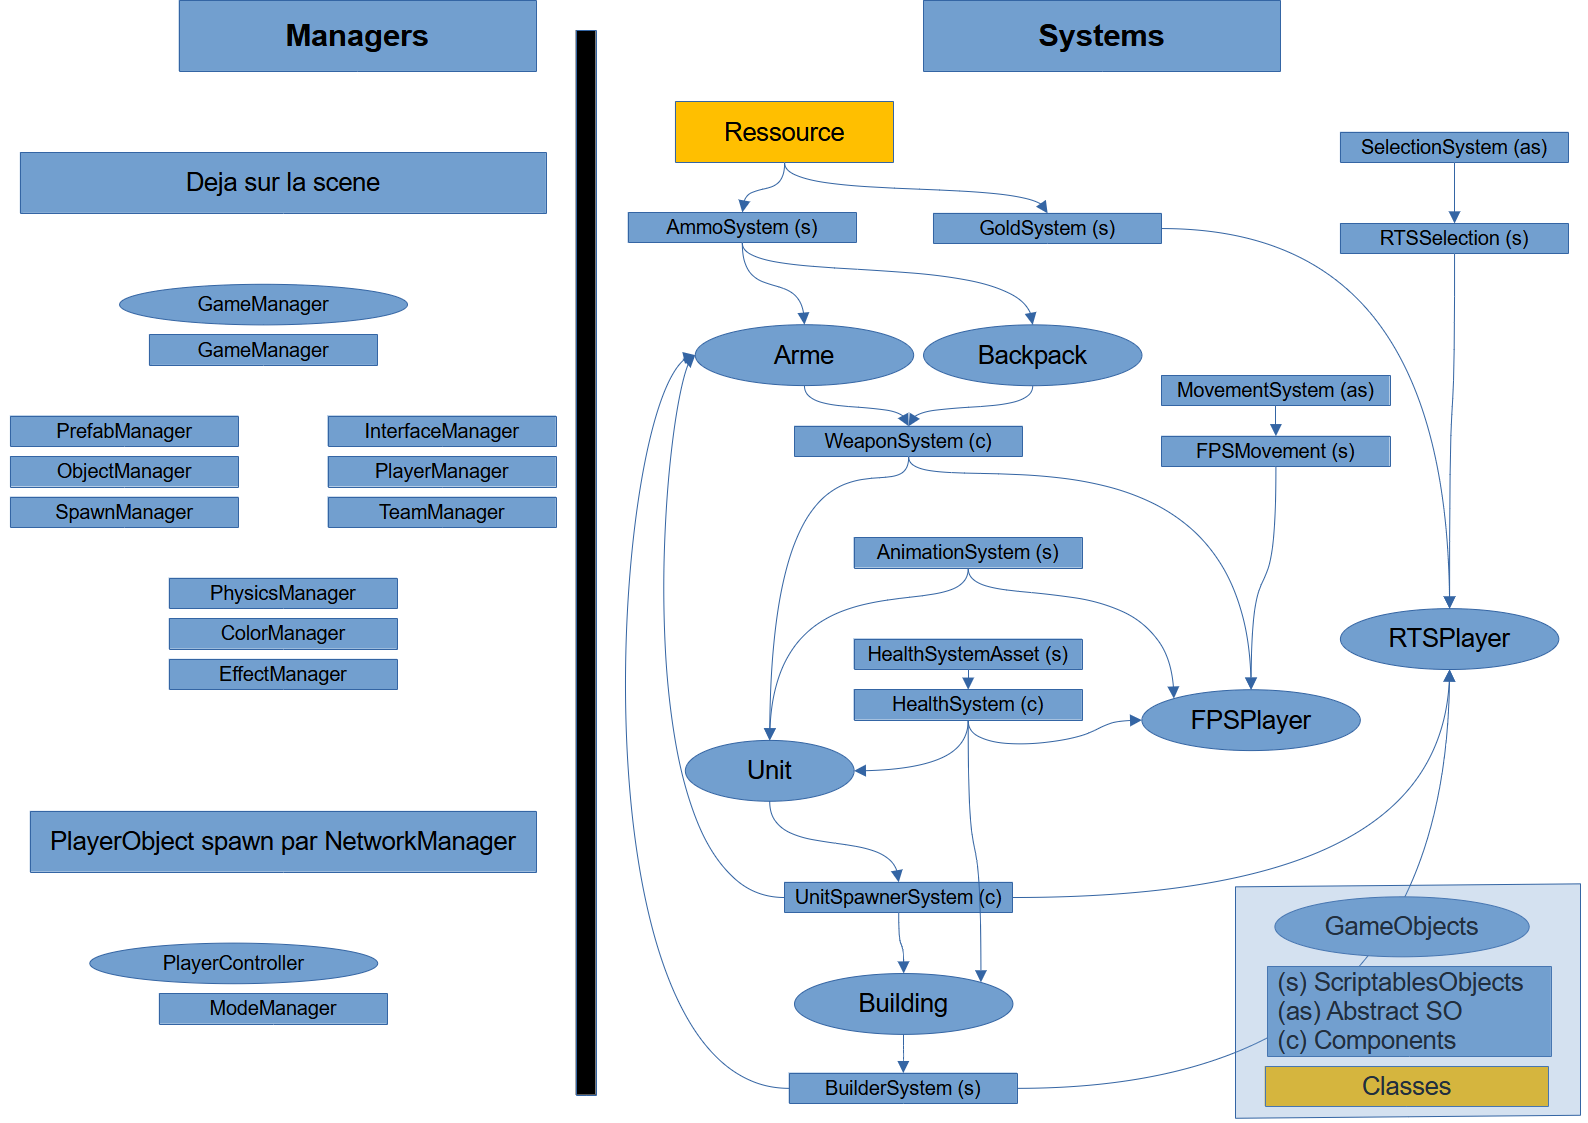 Managers
Deja sur la scene
GameManager
GameManager
PrefabManager
InterfaceManager
ObjectManager
PlayerManager
SpawnManager
TeamManager
PhysicsManager
ColorManager
EffectManager
PlayerObject spawn par NetworkManager
PlayerController
ModeManager
Systems
Ressource
SelectionSystem (as)
AmmoSystem (s)
GoldSystem (s)
RTSSelection (s)
Arme
Backpack
MovementSystem (as)
WeaponSystem (c)
FPSMovement (s)
AnimationSystem (s)
HealthSystemAsset (s)
RTSPlayer
HealthSystem (c)
FPSPlayer
Unit
UnitSpawnerSystem (c)
Building
BuilderSystem (s)
GameObjects
(s) ScriptablesObjects
(as) Abstract SO
(c) Components
Classes